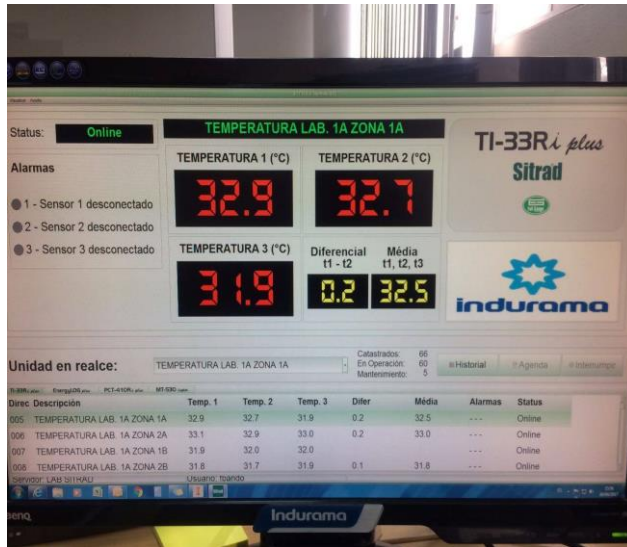 Status: Online
TEMPERATURA LAB. 1A ZONA 1A
TI-33Ri plus
Sitrad
Alarmas
1 - Sensor 1 desconectado
2 - Sensor 2 desconectado
3 - Sensor 3 desconectado
TEMPERATURA 1 (°C) TEMPERATURA 2 (°C)
32.9 32.7
TEMPERATURA 3 (°C) Diferencial Média
t1 - t2 t1, t2, t3
31.9 0.2 32.5
indurama
Unidad en realce: TEMPERATURA LAB. 1A ZONA 1A
Catastrados: 66
En Operación: 60
Mantenimiento: 5
Historial Agenda
Direc Descripción Temp. 1 Temp. 2 Temp. 3 Difer Média Alarmas Status
005 TEMPERATURA LAB. 1A ZONA 1A 32.9 32.7 31.9 0.2 32.5 - - - Online
006 TEMPERATURA LAB. 1A ZONA 2A 33.1 32.9 33.0 0.2 33.0 - - - Online
007 TEMPERATURA LAB. 1A ZONA 1B 31.9 32.0 32.0 - - - Online
008 TEMPERATURA LAB. 1A ZONA 2B 31.8 31.7 31.9 0.1 31.8 - - - Online
Servidor: LAB SITRAD Usuario: fpando
BenQ
Indurama